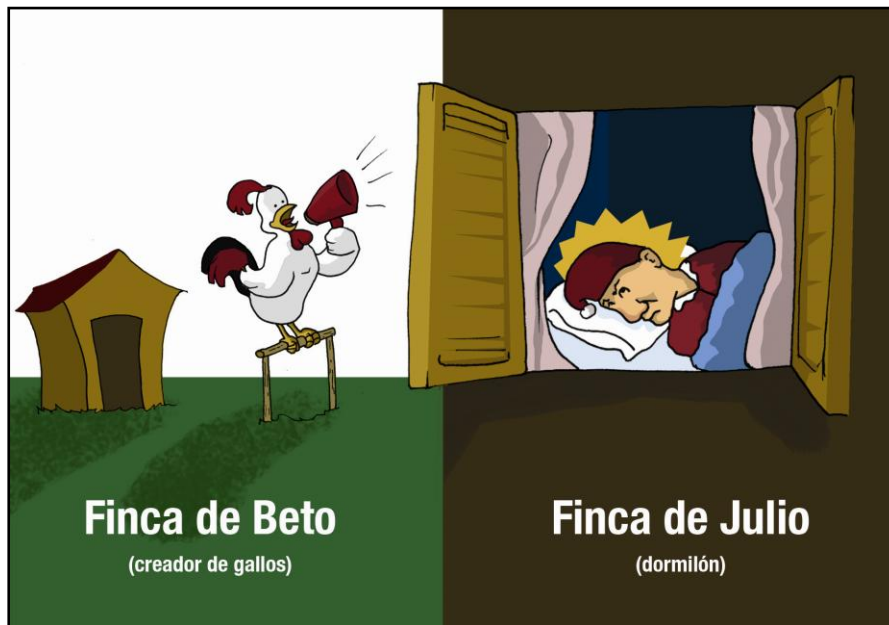 Finca de Beto
(creador de gallos)
Finca de Julio
(dormilón)